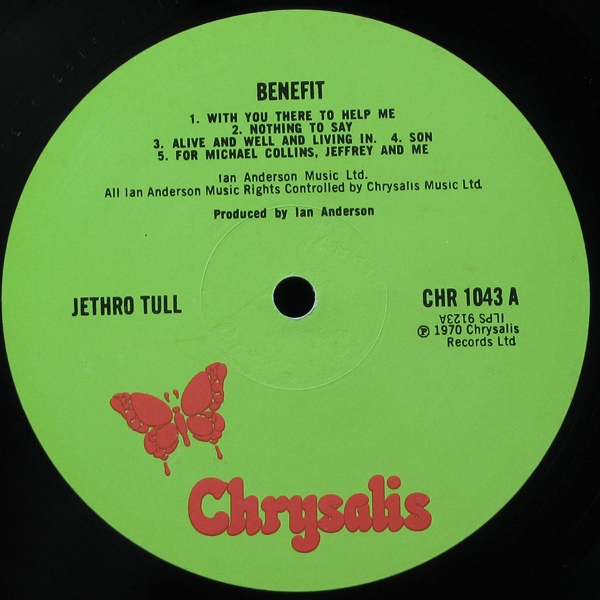 BENEFIT
1. WITH YOU THERE TO HELP ME
2. NOTHING TO SAY
3. ALIVE AND WELL AND LIVING IN.  4. SON
5. FOR MICHAEL COLLINS, JEFFREY AND ME
Ian Anderson Music Ltd.
All Ian Anderson Music Rights Controlled by Chrysalis Music Ltd.
Produced by Ian Anderson
JETHRO TULL
CHR 1043 A
ILPS 9123A
℗ 1970 Chrysalis
Records Ltd
Chrysalis